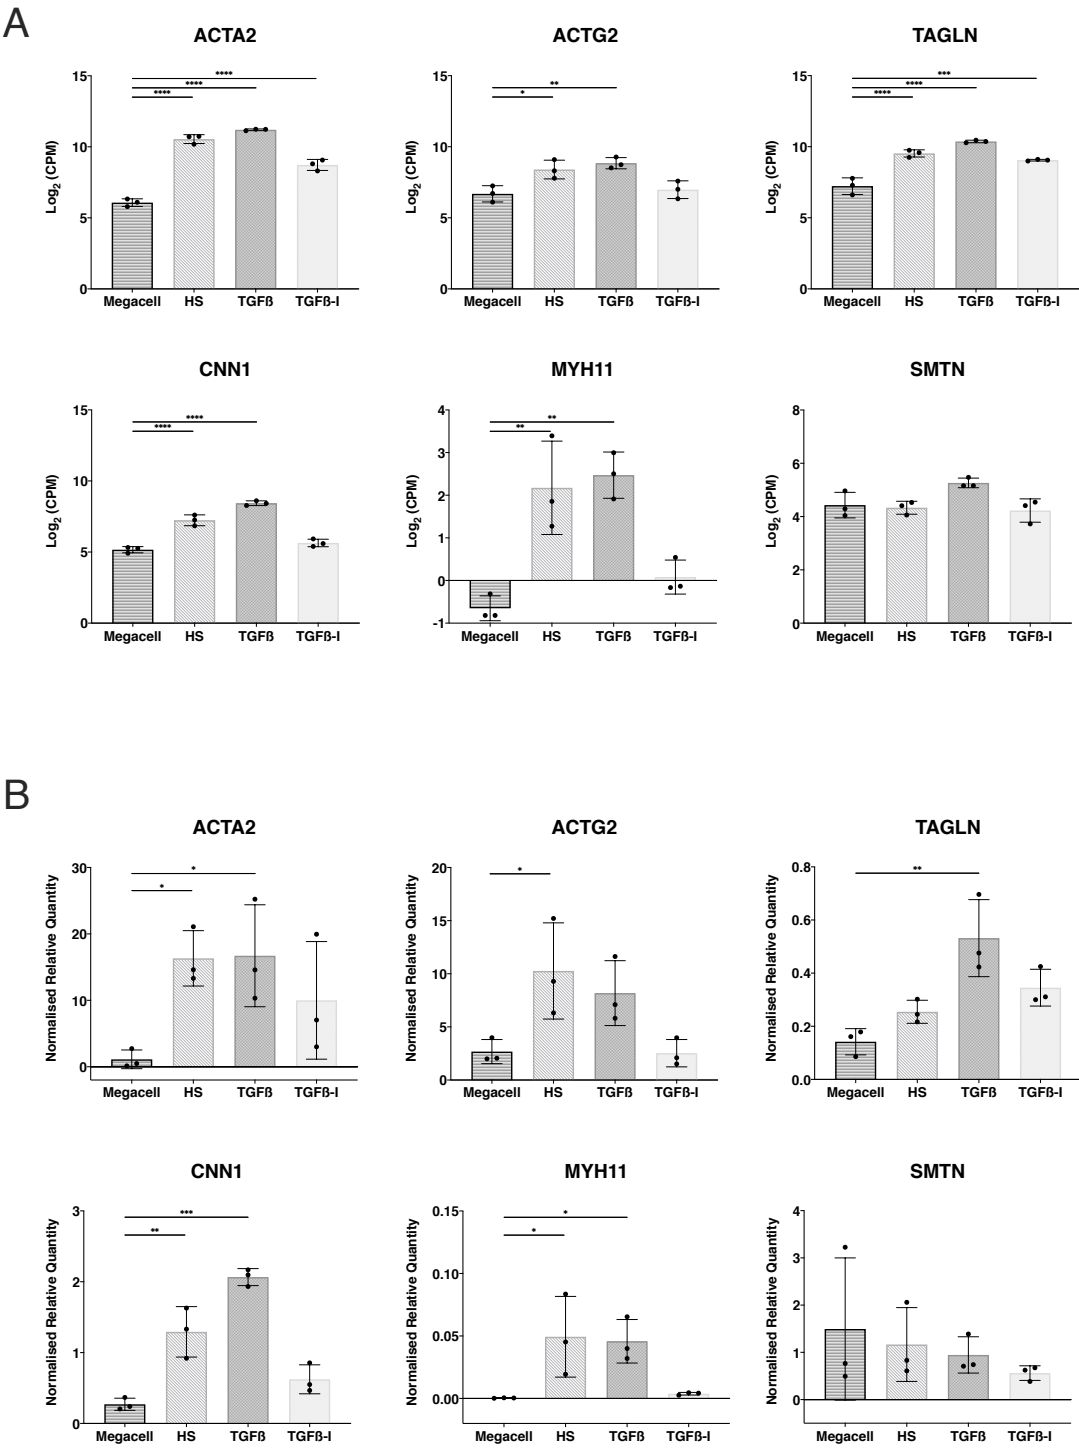 A
ACTA2
Log2 (CPM)
15
10
5
0
****
****
****
Megacell HS TGFß TGFß-I
ACTG2
Log2 (CPM)
15
10
5
0
**
*
Megacell HS TGFß TGFß-I
TAGLN
Log2 (CPM)
15
10
5
0
***
****
****
Megacell HS TGFß TGFß-I
CNN1
Log2 (CPM)
15
10
5
0
****
****
Megacell HS TGFß TGFß-I
MYH11
Log2 (CPM)
4
3
2
1
0
-1
**
**
Megacell HS TGFß TGFß-I
SMTN
Log2 (CPM)
8
6
4
2
0
Megacell HS TGFß TGFß-I
B
ACTA2
Normalised Relative Quantity
30
20
10
0
*
*
Megacell HS TGFß TGFß-I
ACTG2
Normalised Relative Quantity
20
15
10
5
0
*
Megacell HS TGFß TGFß-I
TAGLN
Normalised Relative Quantity
0.8
0.6
0.4
0.2
0.0
**
Megacell HS TGFß TGFß-I
CNN1
Normalised Relative Quantity
3
2
1
0
***
**
Megacell HS TGFß TGFß-I
MYH11
Normalised Relative Quantity
0.15
0.10
0.05
0.00
*
*
Megacell HS TGFß TGFß-I
SMTN
Normalised Relative Quantity
4
3
2
1
0
Megacell HS TGFß TGFß-I